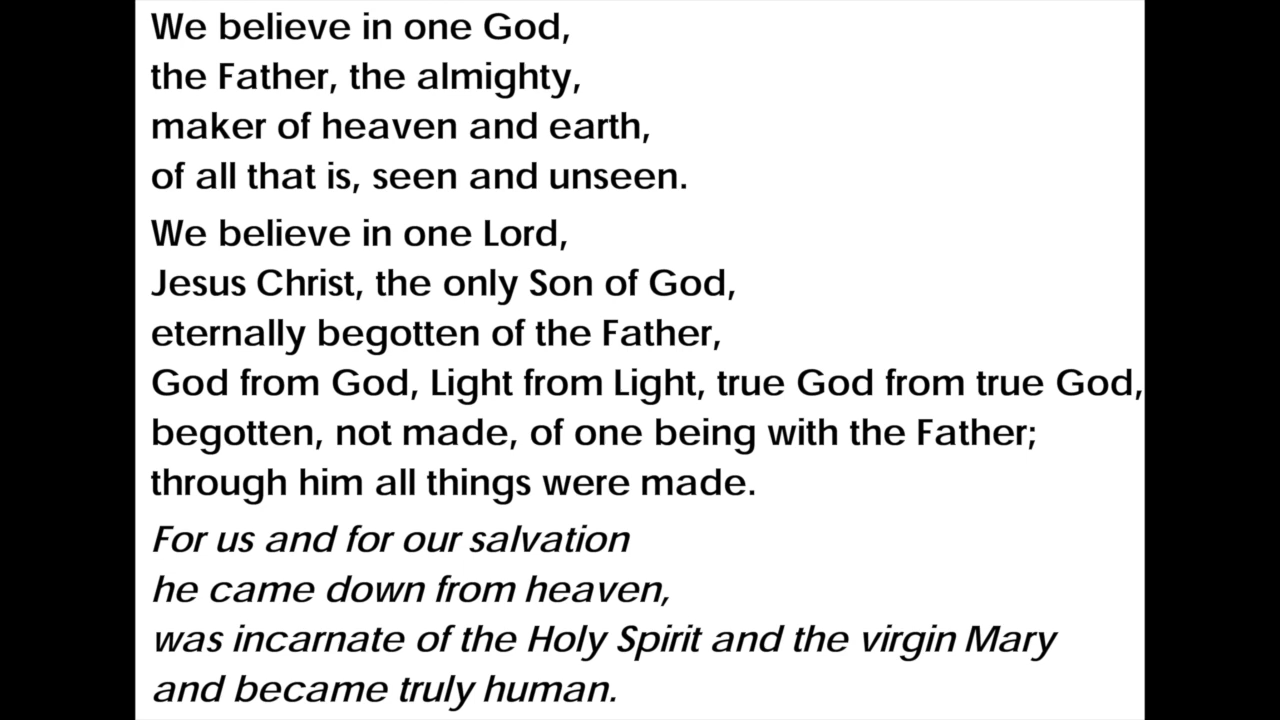 We believe in one God,
the Father, the almighty,
maker of heaven and earth,
of all that is, seen and unseen.
We believe in one Lord,
Jesus Christ, the only Son of God,
eternally begotten of the Father,
God from God, Light from Light, true God from true God,
begotten, not made, of one being with the Father;
through him all things were made.
For us and for our salvation
he came down from heaven,
was incarnate of the Holy Spirit and the virgin Mary
and became truly human.